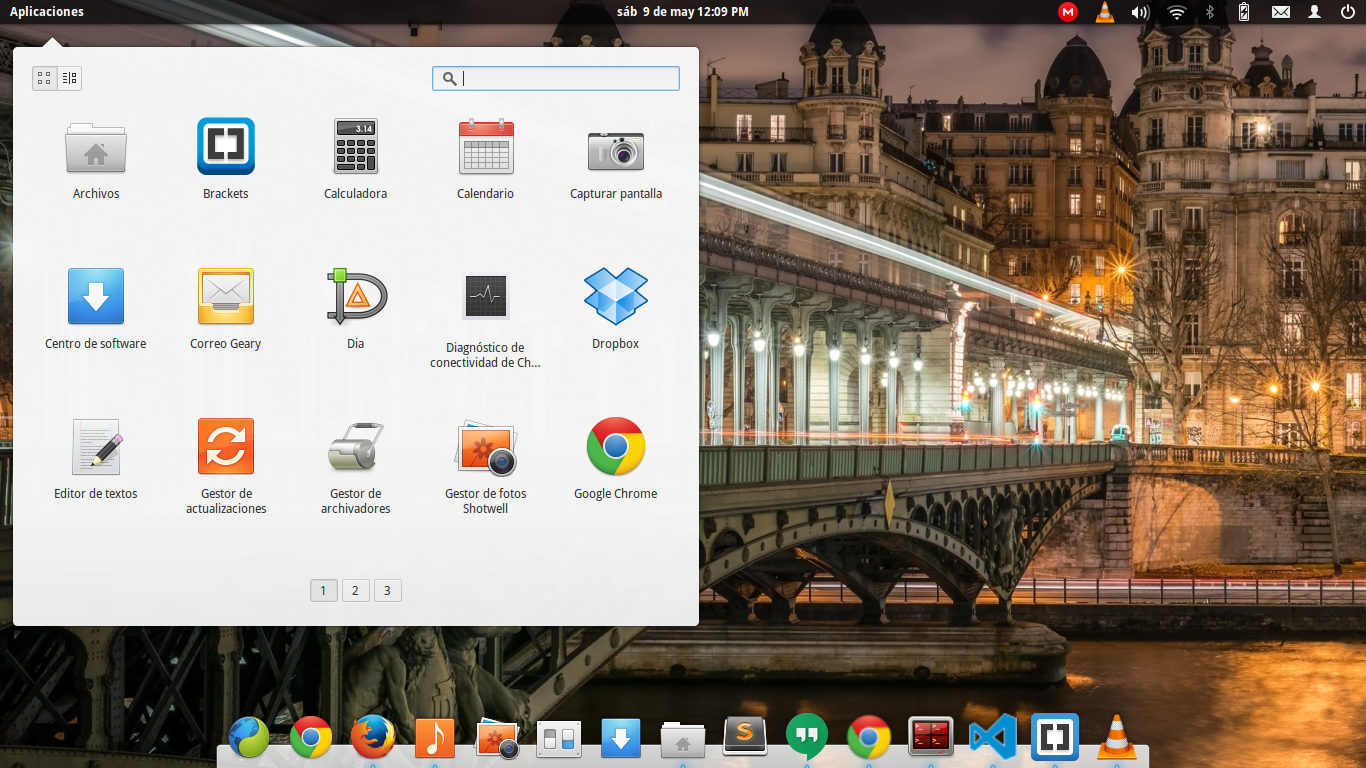 Aplicaciones
sáb 9 de may 12:09 PM
M
3.14
Archivos
Brackets
Calculadora
Calendario
Capturar pantalla
Centro de software
Correo Geary
Dia
Diagnóstico de
conectividad de Ch...
Dropbox
Editor de textos
Gestor de
actualizaciones
Gestor de
archivadores
Gestor de fotos
Shotwell
Google Chrome
1
2
3
S